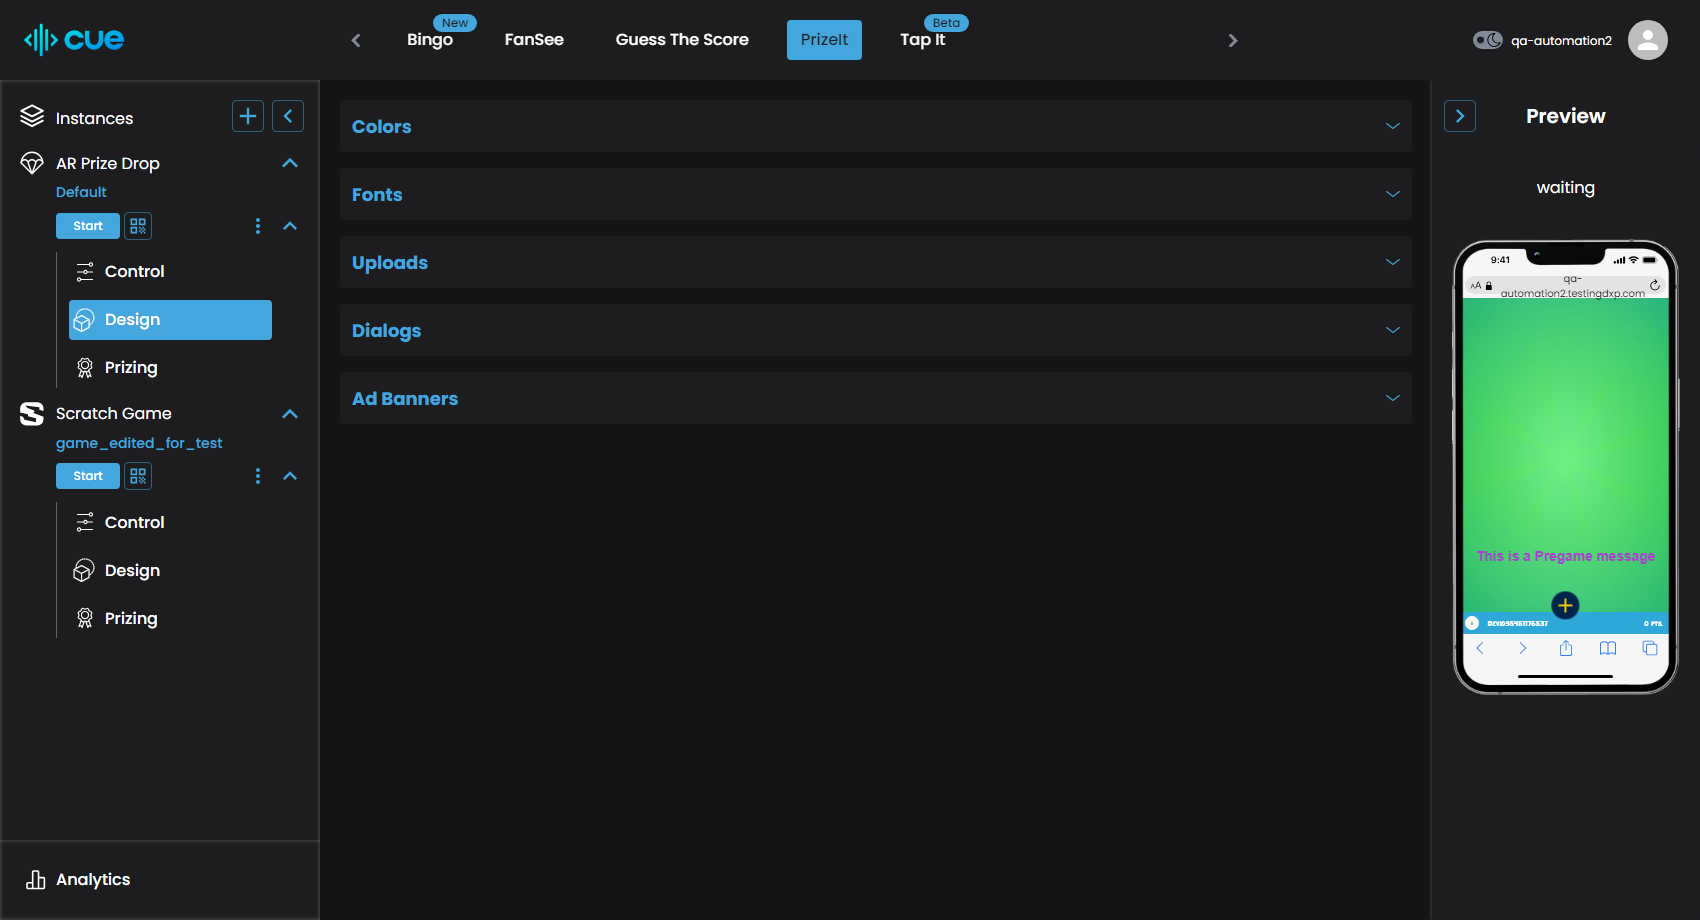 cue
Bingo
New
FanSee
Guess The Score
PrizeIt
Tap It
Beta
qa-automation2
Instances
AR Prize Drop
Default
Start
Control
Design
Prizing
Scratch Game
game_edited_for_test
Start
Control
Design
Prizing
Analytics
Colors
Fonts
Uploads
Dialogs
Ad Banners
Preview
waiting
9:41
AA
qa-
automation2.testingdxp.com
This is a Pregame message
0 PTS.